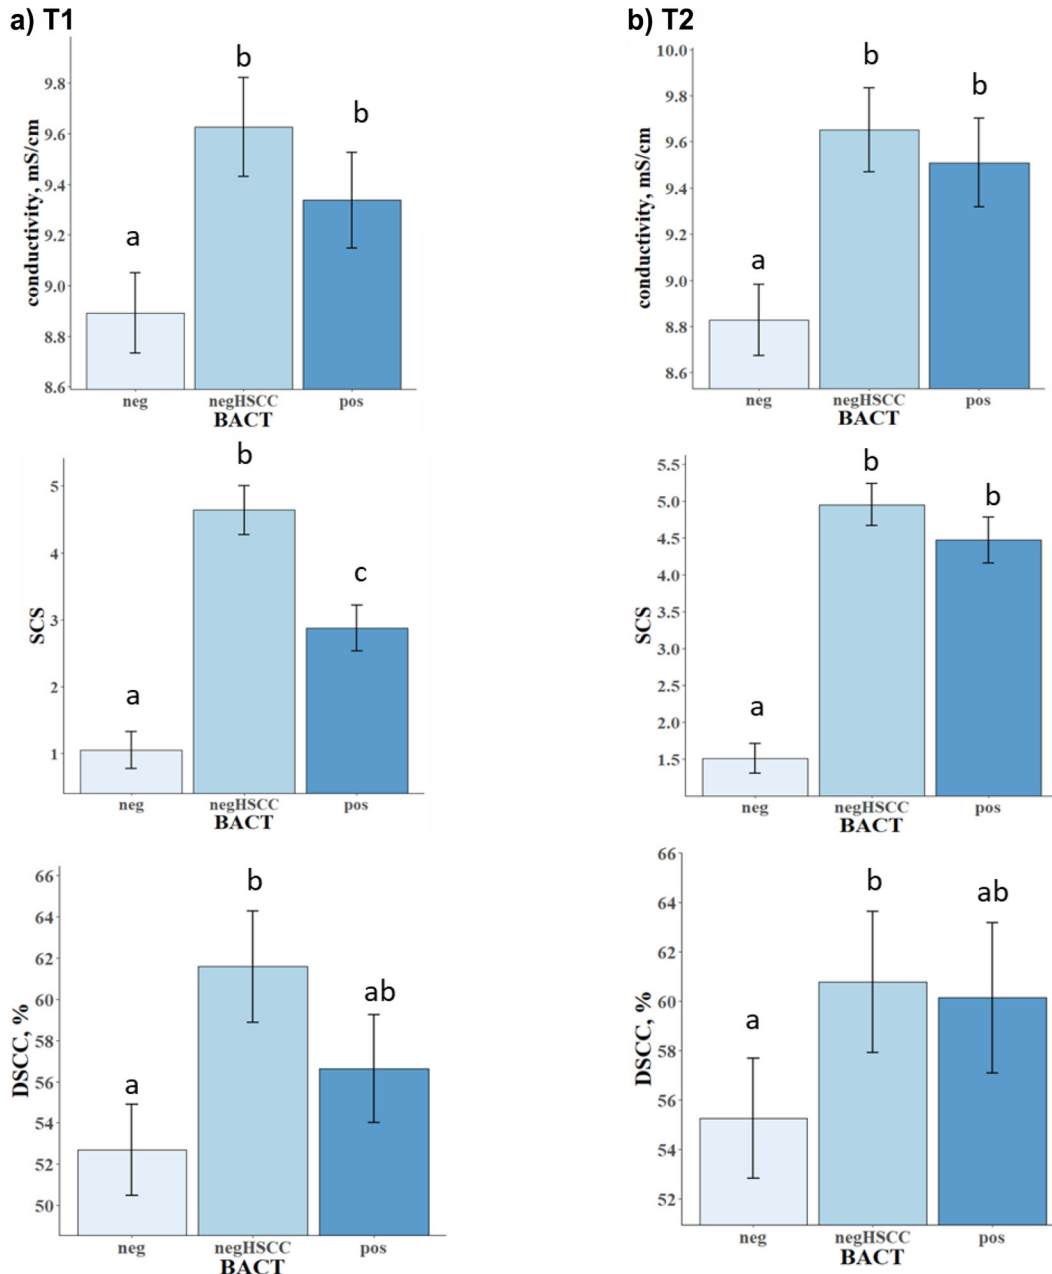 a) T1
b) T2
conductivity, mS/cm
9.8
9.6
9.4
9.2
9.0
8.8
8.6
a
b
b
neg negHSCC pos
BACT
conductivity, mS/cm
10.0
9.8
9.6
9.4
9.2
9.0
8.8
8.6
a
b
b
neg negHSCC pos
BACT
SCS
5
4
3
2
1
a
b
c
neg negHSCC pos
BACT
SCS
5.5
5.0
4.5
4.0
3.5
3.0
2.5
2.0
1.5
a
b
b
neg negHSCC pos
BACT
DSCC, %
66
64
62
60
58
56
54
52
50
a
b
ab
neg negHSCC pos
BACT
DSCC, %
66
64
62
60
58
56
54
52
a
b
ab
neg negHSCC pos
BACT